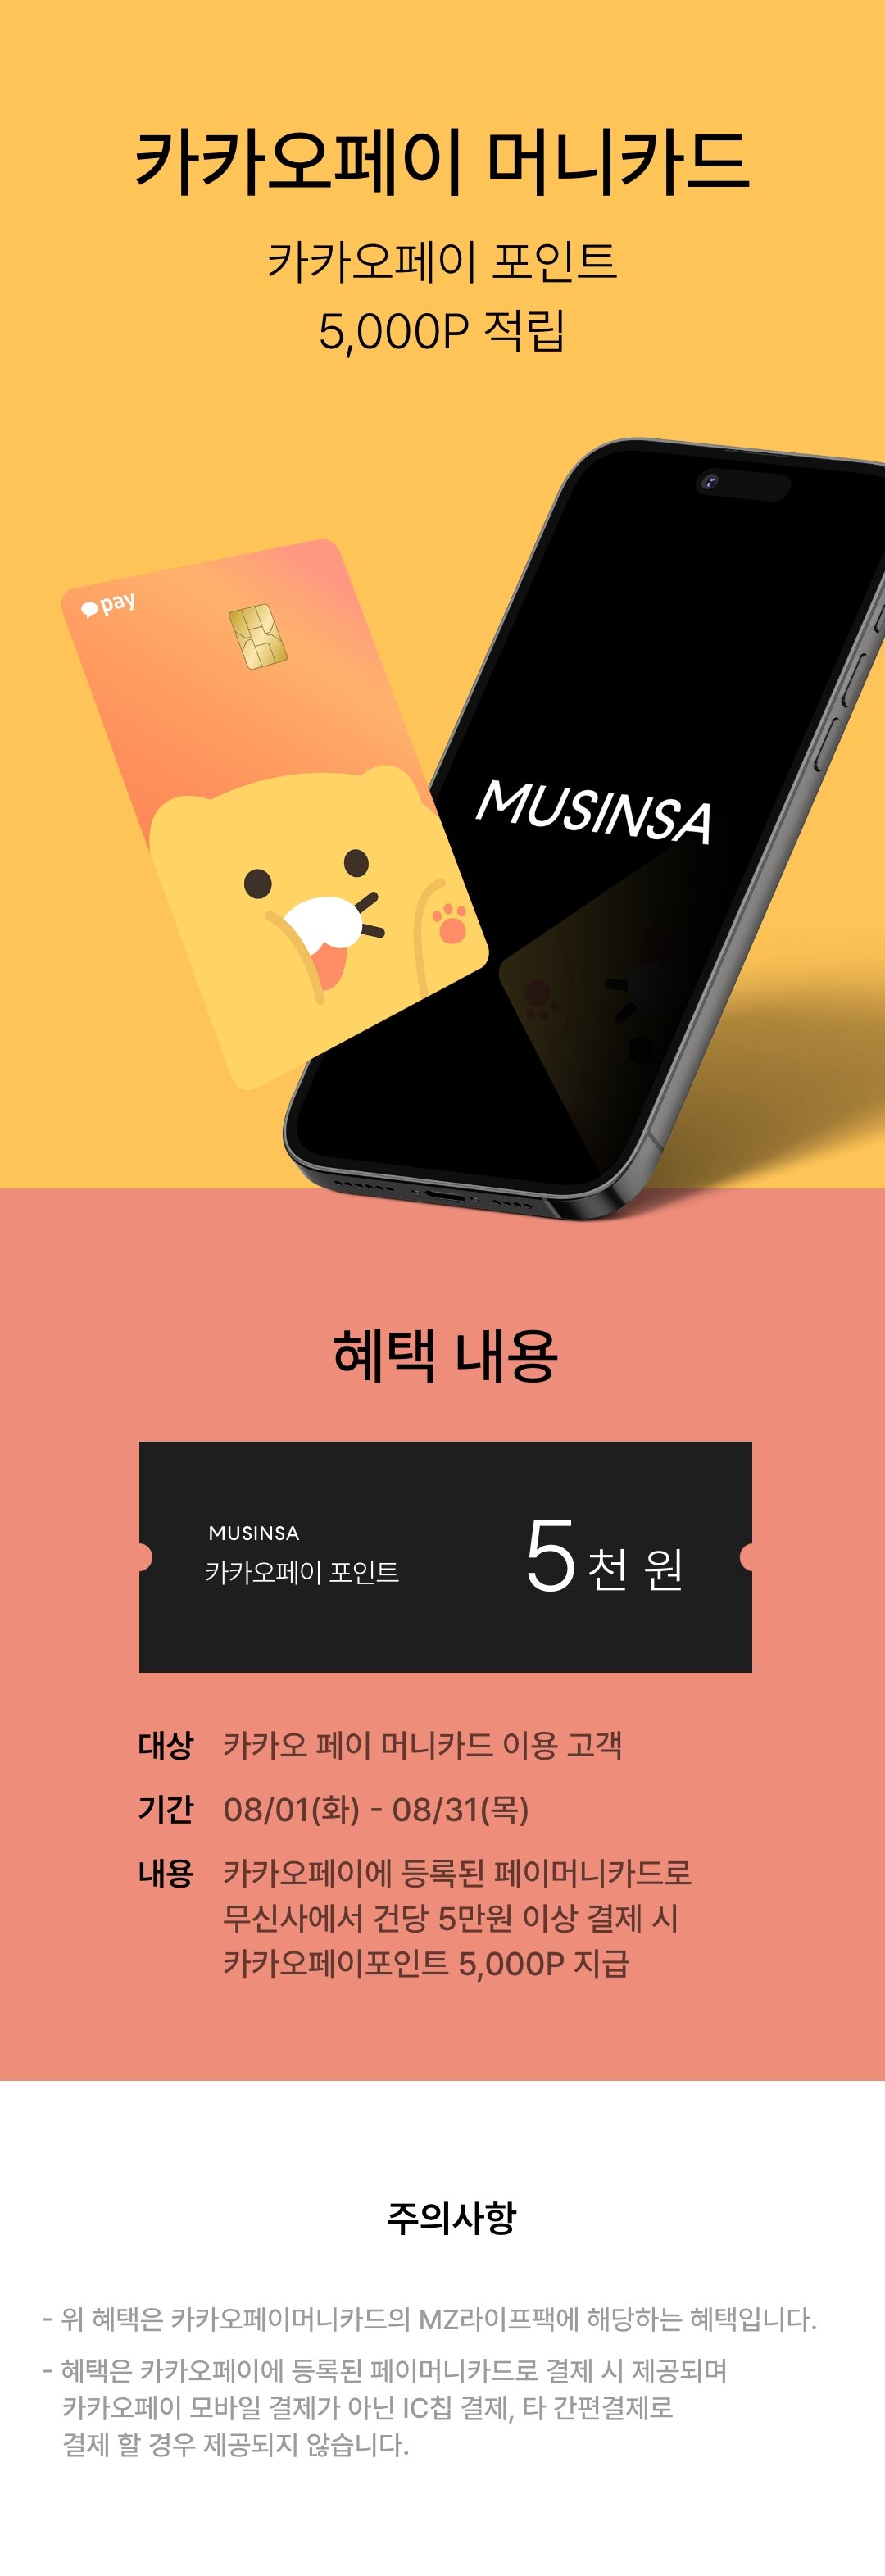 카카오페이 머니카드
카카오페이 포인트
5,000P 적립
pay
MUSINSA
혜택 내용
MUSINSA
카카오페이 포인트
5천 원
대상 카카오 페이 머니카드 이용 고객
기간 08/01(화) - 08/31(목)
내용 카카오페이에 등록된 페이머니카드로
무신사에서 건당 5만원 이상 결제 시
카카오페이포인트 5,000P 지급
주의사항
- 위 혜택은 카카오페이머니카드의 MZ라이프팩에 해당하는 혜택입니다.
- 혜택은 카카오페이에 등록된 페이머니카드로 결제 시 제공되며
카카오페이 모바일 결제가 아닌 IC칩 결제, 타 간편결제로
결제 할 경우 제공되지 않습니다.